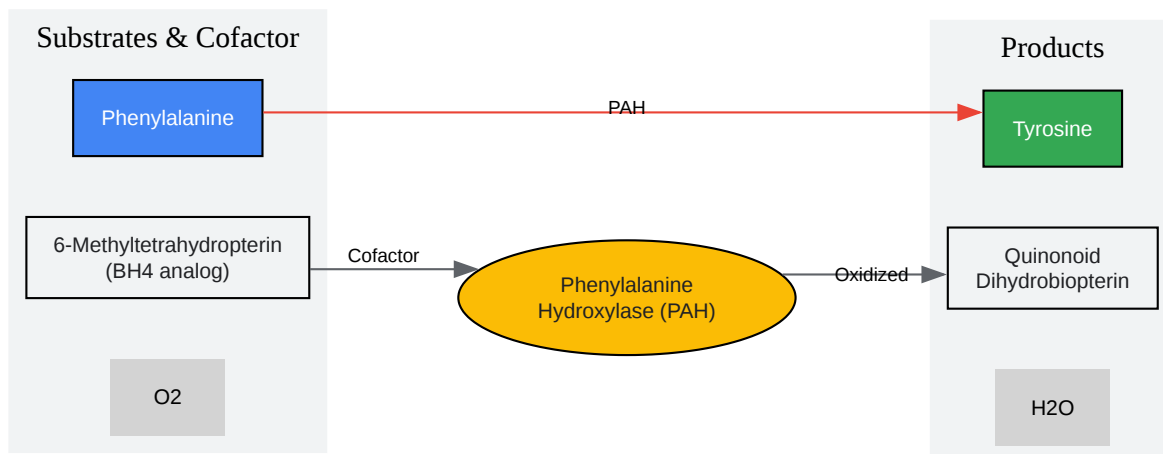 Substrates & Cofactor
Products
Phenylalanine
PAH
Tyrosine
6-Methyltetrahydropterin
(BH4 analog)
Cofactor
Phenylalanine
Hydroxylase (PAH)
Oxidized
Quinonoid
Dihydrobiopterin
O2
H2O